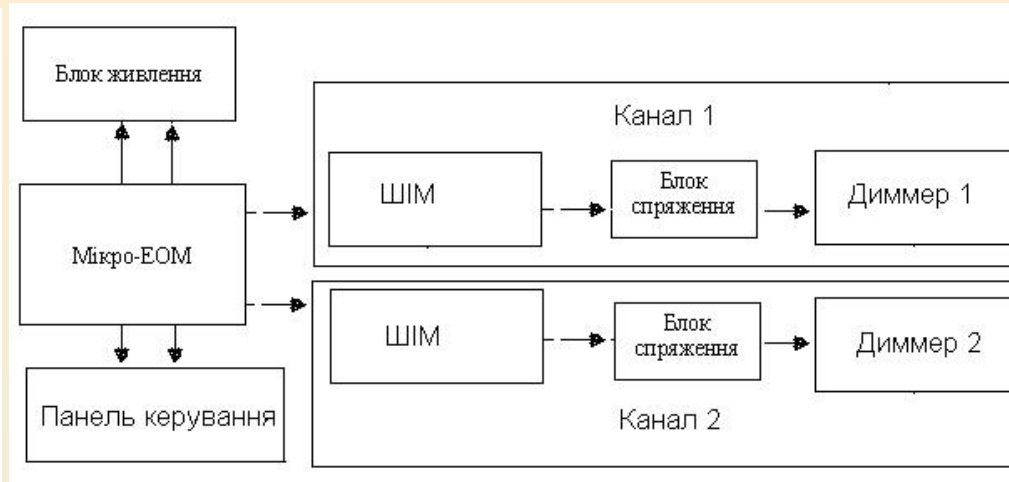 Блок живлення
Канал 1
ШІМ
Блок
спряження
Диммер 1
Мікро-ЕОМ
ШІМ
Блок
спряження
Диммер 2
Панель керування
Канал 2